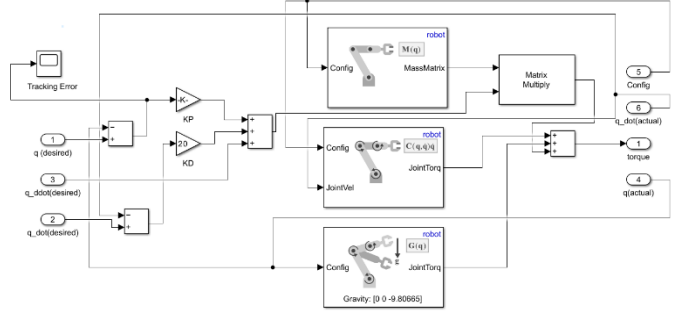 robot
M(q)
Config
MassMatrix
Matrix
Multiply
5
Config
6
q_dot(actual)
Tracking Error
-K-
KP
1
q (desired)
20
KD
3
q_ddot(desired)
2
q_dot(desired)
robot
Config
C(q,q̇)q̇
JointTorq
JointVel
1
torque
4
q(actual)
robot
G(q)
Config
JointTorq
Gravity: [0 0 -9.80665]